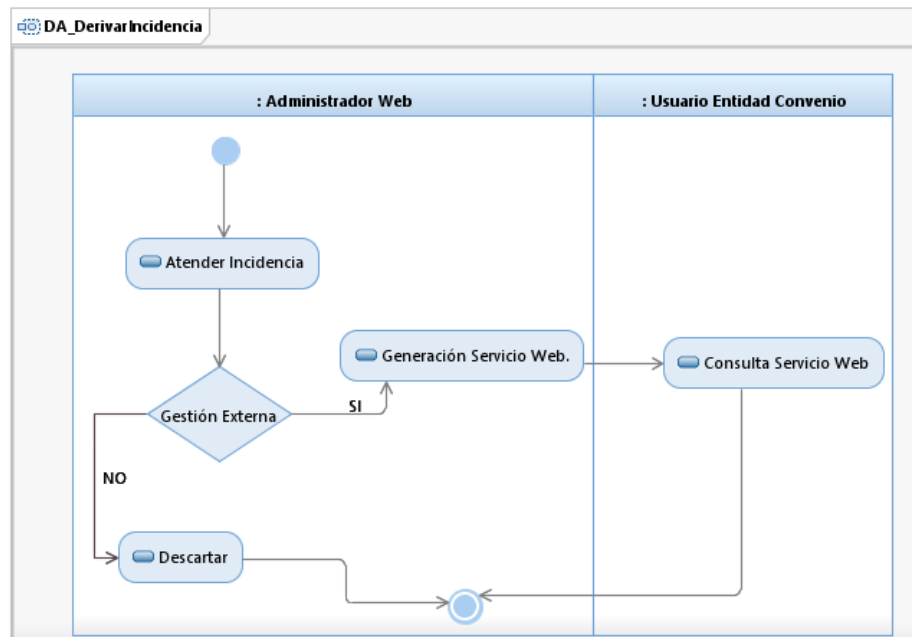 DA_DerivarIncidencia
: Administrador Web
: Usuario Entidad Convenio
Atender Incidencia
Generación Servicio Web.
Consulta Servicio Web
Gestión Externa
SI
NO
Descartar